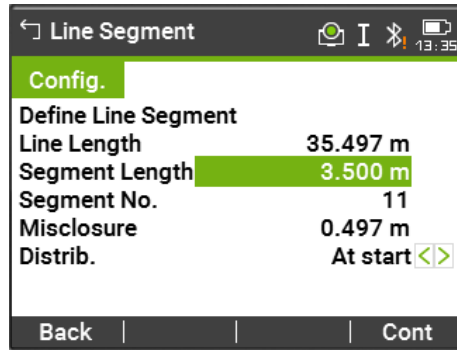 Line Segment
13:35
Config.
Define Line Segment
Line Length 35.497 m
Segment Length 3.500 m
Segment No. 11
Misclosure 0.497 m
Distrib. At start
Back Cont